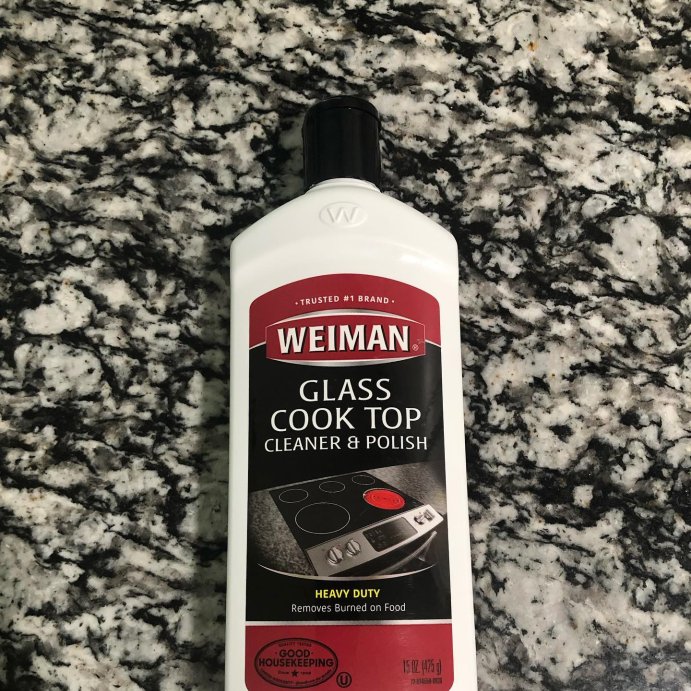 W
• TRUSTED #1 BRAND •
WEIMAN®
GLASS
COOK TOP
CLEANER & POLISH
HEAVY DUTY
Removes Burned on Food
GOOD
HOUSEKEEPING
U
15 OZ. (425 g)